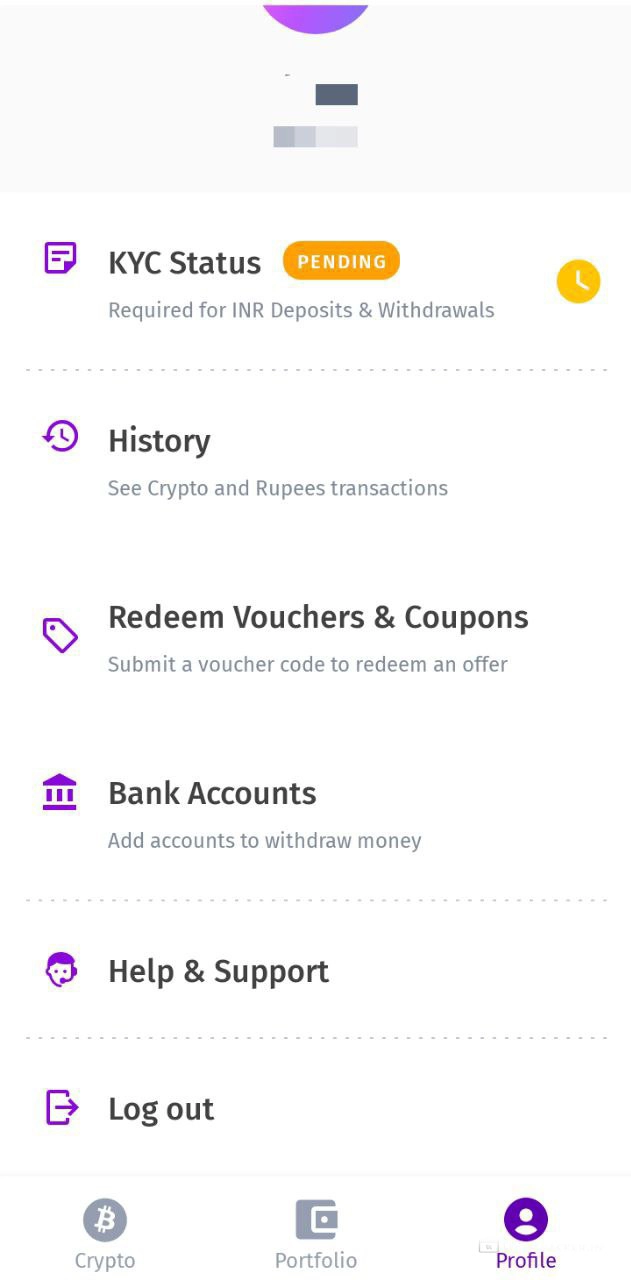 KYC Status PENDING
Required for INR Deposits & Withdrawals
History
See Crypto and Rupees transactions
Redeem Vouchers & Coupons
Submit a voucher code to redeem an offer
Bank Accounts
Add accounts to withdraw money
Help & Support
Log out
Crypto Portfolio Profile